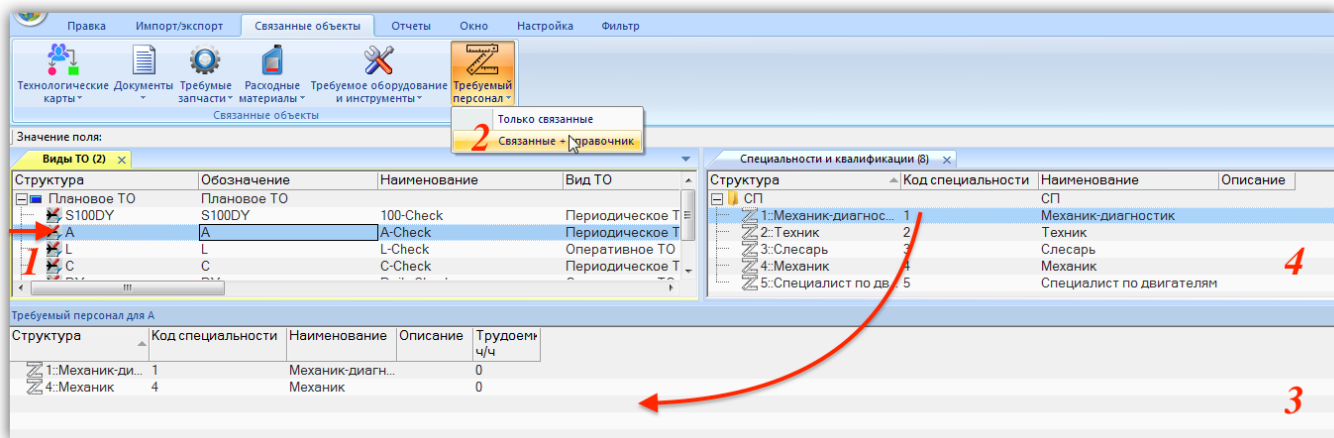 Правка Импорт/экспорт Связанные объекты Отчеты Окно Настройка Фильтр
Технологические Документы Требумые Расходные Требуемое оборудование Требуемый
карты запчасти материалы и инструменты персонал
Связанные объекты
Только связанные
2 Связанные + справочник
Значение поля:
Виды ТО (2) Специальности и квалификации (8)
Структура Обозначение Наименование Вид ТО Структура Код специальности Наименование Описание
Плановое ТО Плановое ТО СП СП
S100DY S100DY 100-Check Периодическое Т 1::Механик-диагнос... 1 Механик-диагностик
A A A-Check Периодическое Т 2::Техник 2 Техник
1 L L L-Check Оперативное ТО 3::Слесарь 3 Слесарь
C C C-Check Периодическое Т 4::Механик 4 Механик 4
5::Специалист по дв... 5 Специалист по двигателям
Требуемый персонал для A
Структура Код специальности Наименование Описание Трудоем
ч/ч
1::Механик-ди... 1 Механик-диагн... 0
4::Механик 4 Механик 0
3